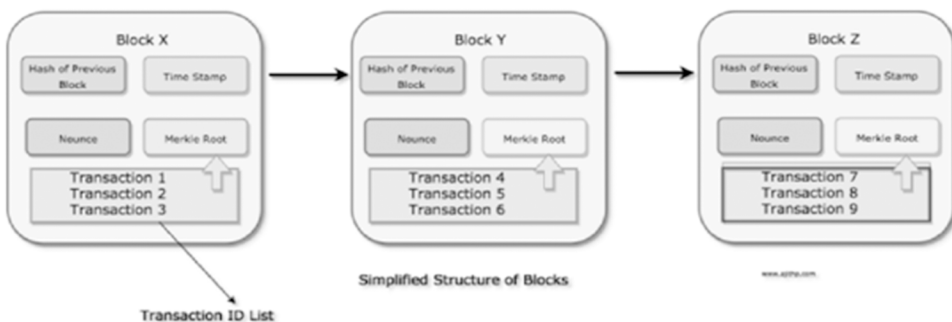 Block X
Hash of Previous
Block
Time Stamp
Nounce
Merkle Root
Transaction 1
Transaction 2
Transaction 3
Transaction ID List
Block Y
Hash of Previous
Block
Time Stamp
Nounce
Merkle Root
Transaction 4
Transaction 5
Transaction 6
Simplified Structure of Blocks
Block Z
Hash of Previous
Block
Time Stamp
Nounce
Merkle Root
Transaction 7
Transaction 8
Transaction 9